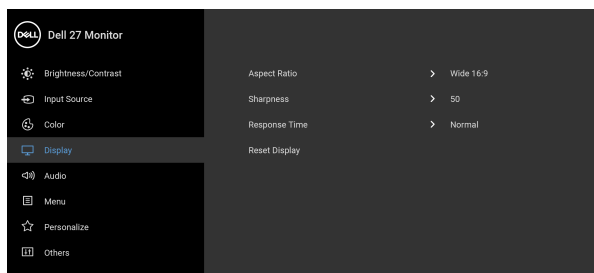 DELL Dell 27 Monitor
Brightness/Contrast Aspect Ratio Wide 16:9
Input Source Sharpness 50
Color Response Time Normal
Display Reset Display
Audio
Menu
Personalize
Others